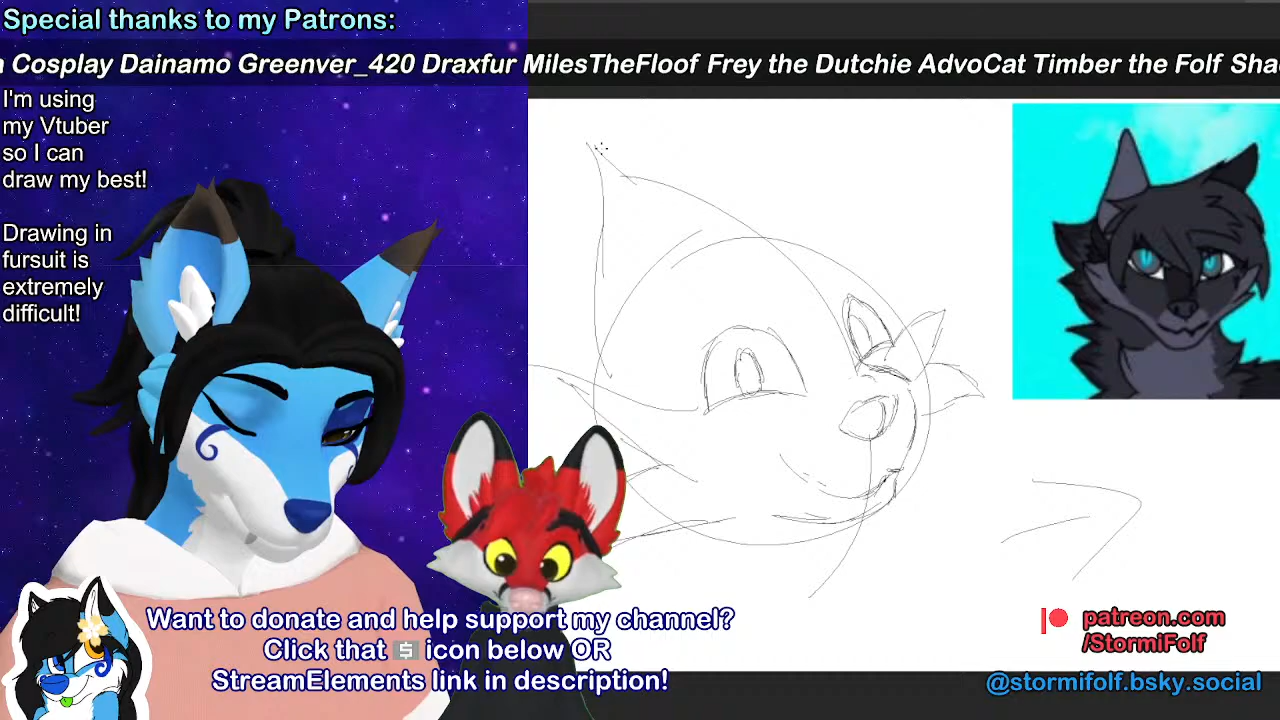 Special thanks to my Patrons:
Cosplay Dainamo Greenver_420 Draxfur MilesTheFloof Frey the Dutchie AdvoCat Timber the Folf
I'm using
my Vtuber
so I can
draw my best!
Drawing in
fursuit is
extremely
difficult!
Want to donate and help support my channel?
Click that $ icon below OR
StreamElements link in description!
patreon.com
/StormiFolf
@stormifolf.bsky.social